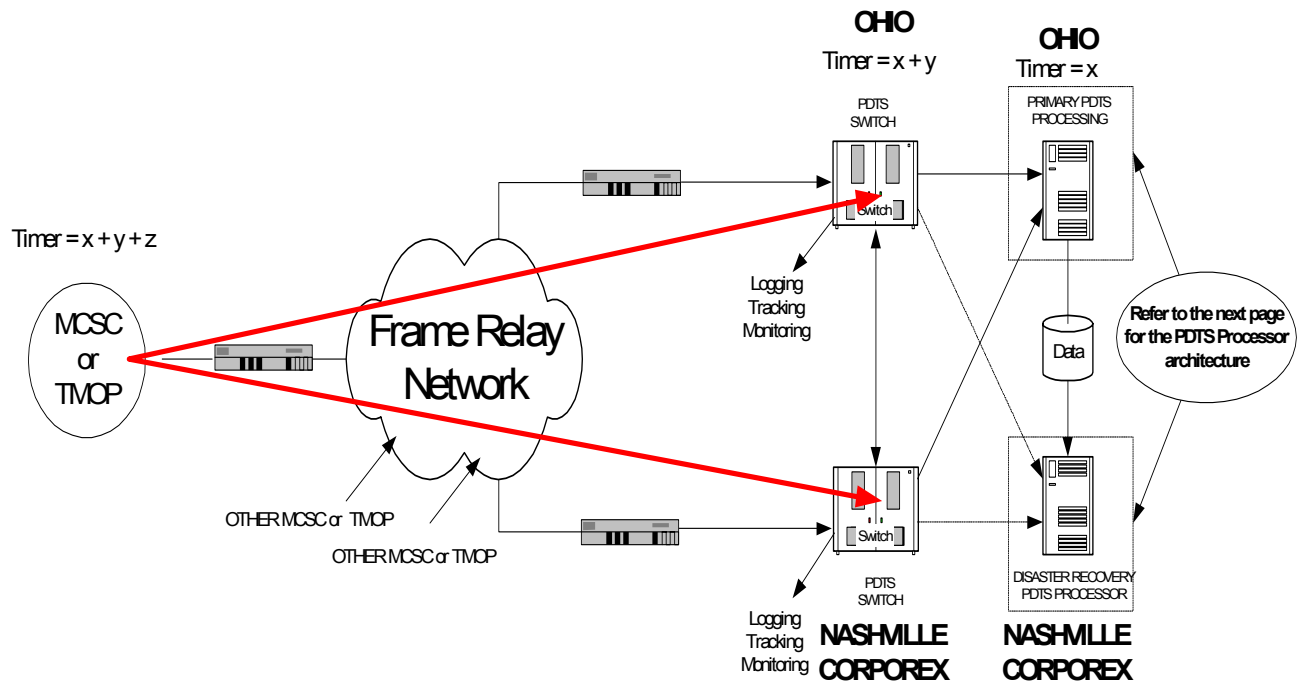 OHIO
Timer = x + y
OHIO
Timer = x
PDTS
SWITCH
PRIMARY PDTS
PROCESSING
Switch
Timer = x + y + z
Logging
Tracking
Monitoring
MCSC
or
TMOP
Frame Relay
Network
Data
Refer to the next page
for the PDTS Processor
architecture
OTHER MCSC or TMOP
OTHER MCSC or TMOP
Switch
PDTS
SWITCH
DISASTER RECOVERY
PDTS PROCESSOR
Logging
Tracking
Monitoring
NASHVILLE
CORPOREX
NASHVILLE
CORPOREX